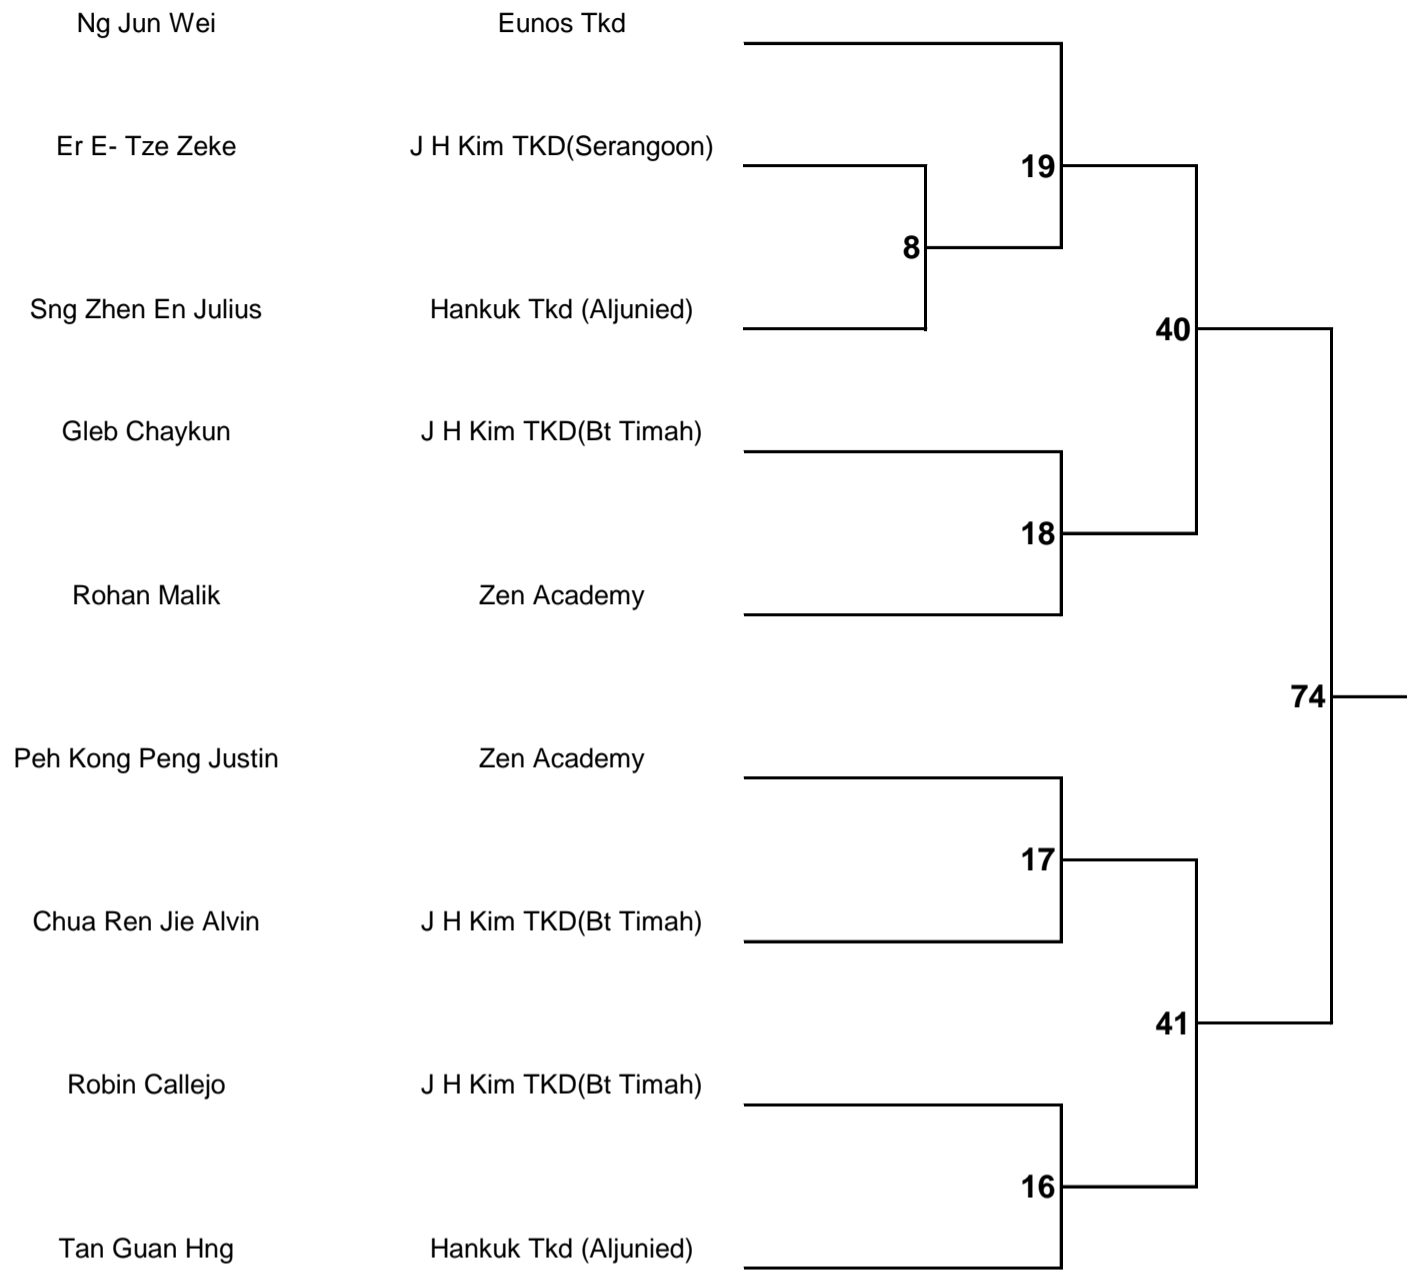 Ng Jun Wei Eunos Tkd
Er E- Tze Zeke J H Kim TKD(Serangoon)
19
8
Sng Zhen En Julius Hankuk Tkd (Aljunied)
40
Gleb Chaykun J H Kim TKD(Bt Timah)
18
Rohan Malik Zen Academy
74
Peh Kong Peng Justin Zen Academy
17
Chua Ren Jie Alvin J H Kim TKD(Bt Timah)
41
Robin Callejo J H Kim TKD(Bt Timah)
16
Tan Guan Hng Hankuk Tkd (Aljunied)